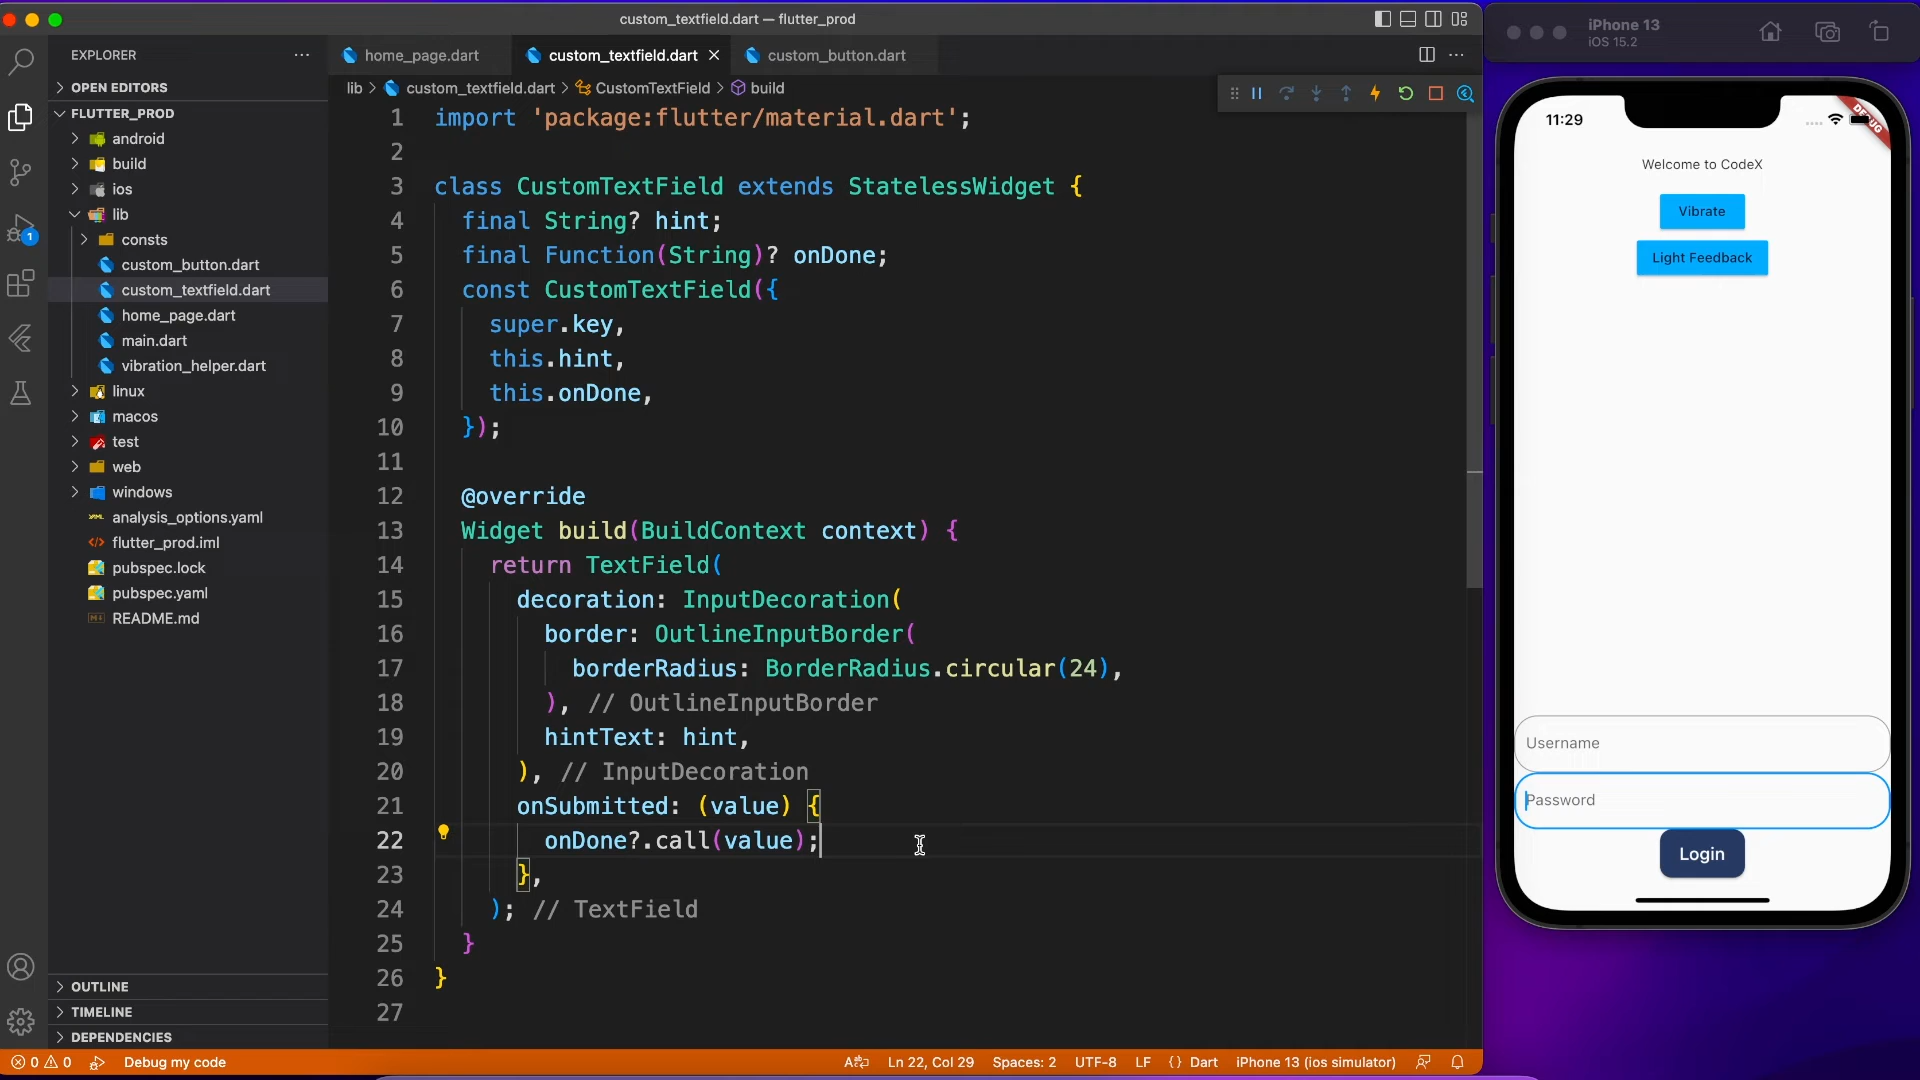 custom_textfield.dart — flutter_prod
EXPLORER
OPEN EDITORS
FLUTTER_PROD
android
build
ios
lib
consts
custom_button.dart
custom_textfield.dart
home_page.dart
main.dart
vibration_helper.dart
linux
macos
test
web
windows
analysis_options.yaml
flutter_prod.iml
pubspec.lock
pubspec.yaml
README.md
OUTLINE
TIMELINE
DEPENDENCIES
home_page.dart
custom_textfield.dart
custom_button.dart
lib > custom_textfield.dart > CustomTextField > build
1 import 'package:flutter/material.dart';
2
3 class CustomTextField extends StatelessWidget {
4 final String? hint;
5 final Function(String)? onDone;
6 const CustomTextField({
7 super.key,
8 this.hint,
9 this.onDone,
10 });
11
12 @override
13 Widget build(BuildContext context) {
14 return TextField(
15 decoration: InputDecoration(
16 border: OutlineInputBorder(
17 borderRadius: BorderRadius.circular(24),
18 ), // OutlineInputBorder
19 hintText: hint,
20 ), // InputDecoration
21 onSubmitted: (value) {
22 onDone?.call(value);
23 },
24 ); // TextField
25 }
26 }
27
0 0 Debug my code
Ln 22, Col 29 Spaces: 2 UTF-8 LF {} Dart iPhone 13 (ios simulator)
1
iPhone 13
iOS 15.2
11:29
DEBUG
Welcome to CodeX
Vibrate
Light Feedback
Username
Password
Login